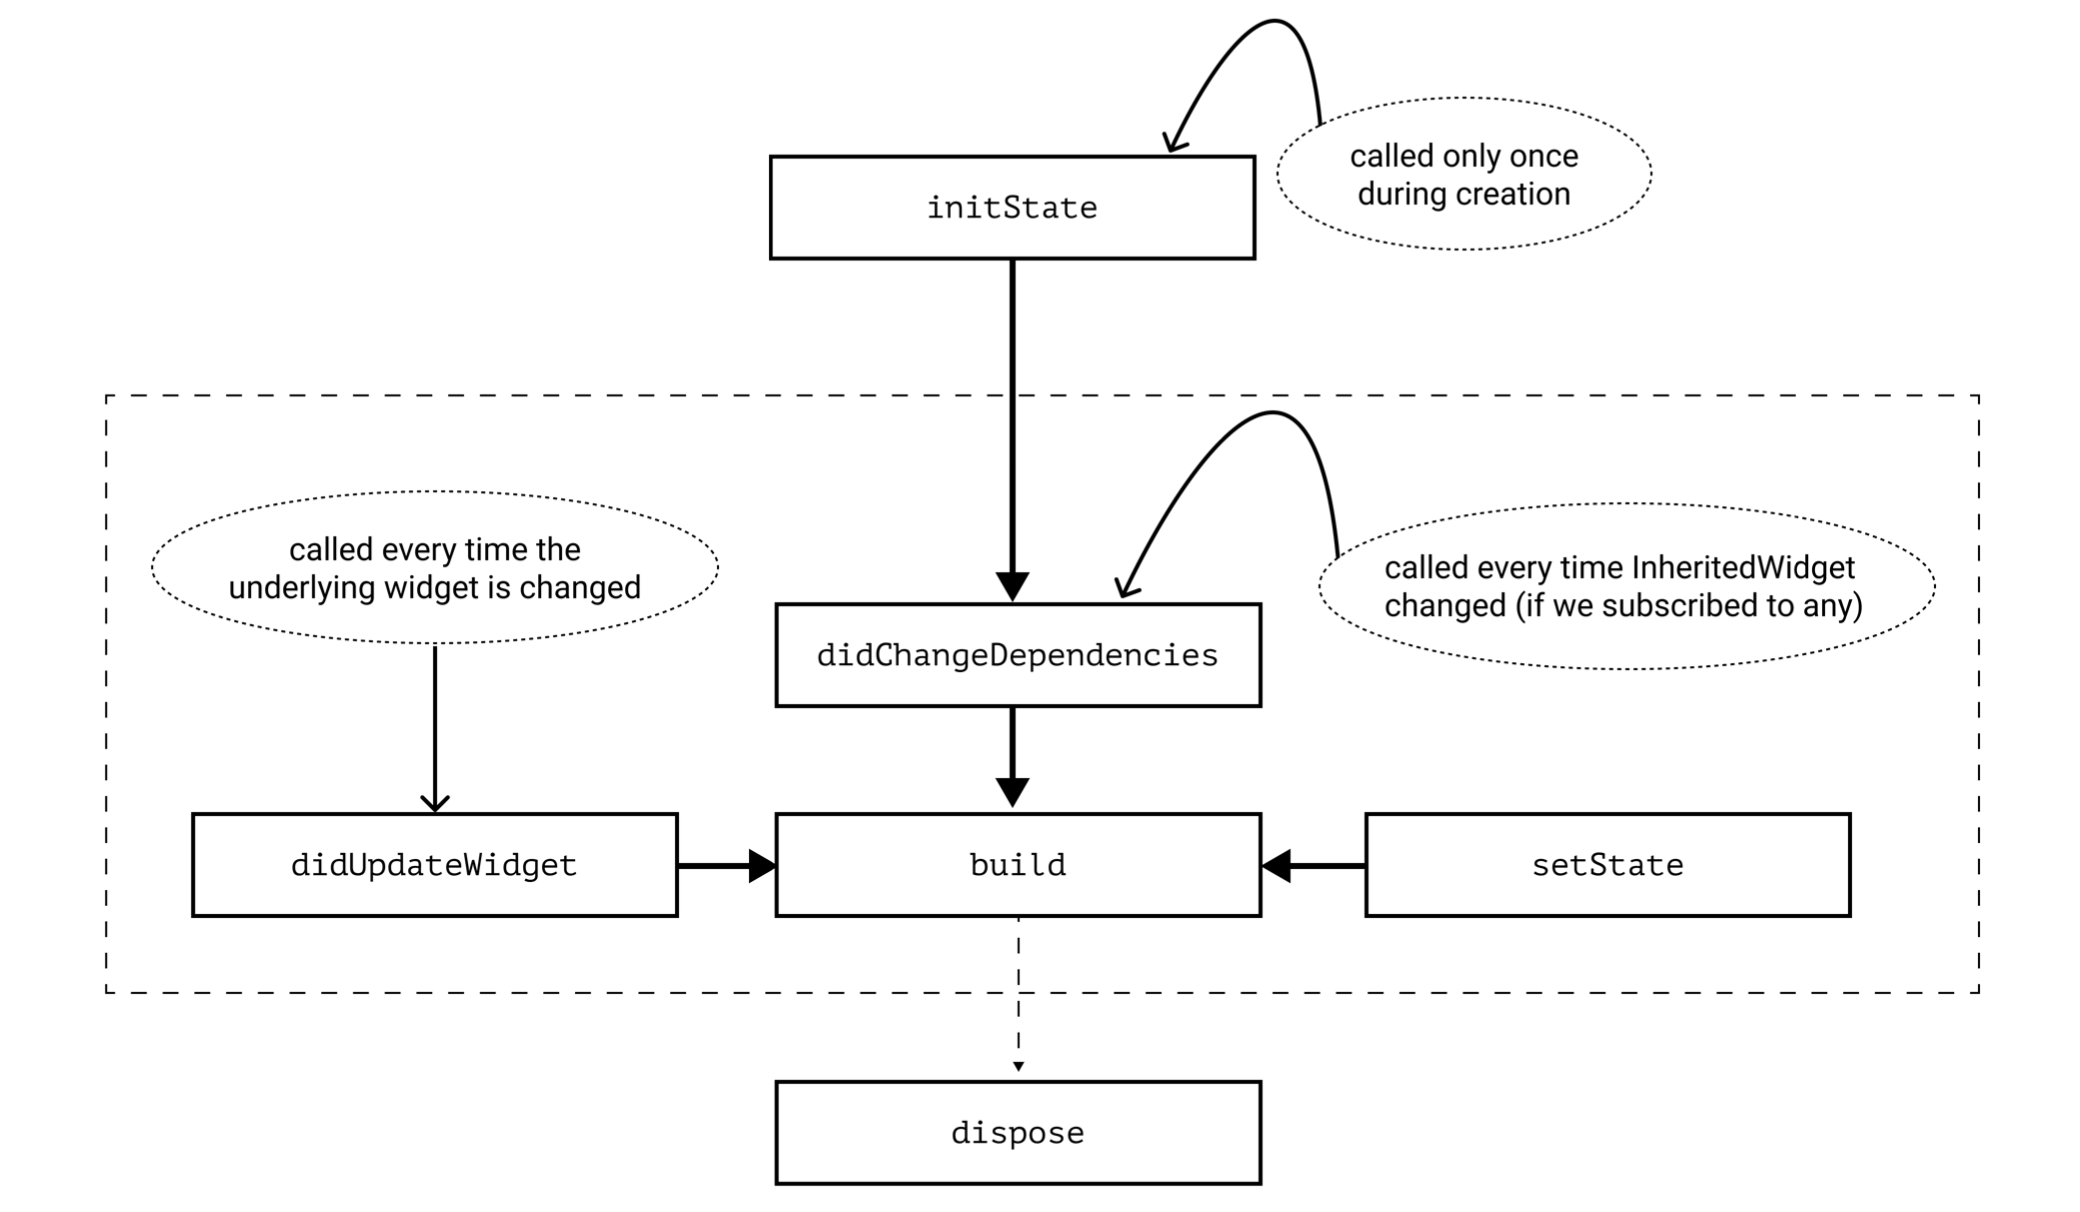 called only once
during creation
initState
called every time the
underlying widget is changed
called every time InheritedWidget
changed (if we subscribed to any)
didChangeDependencies
didUpdateWidget
build
setState
dispose